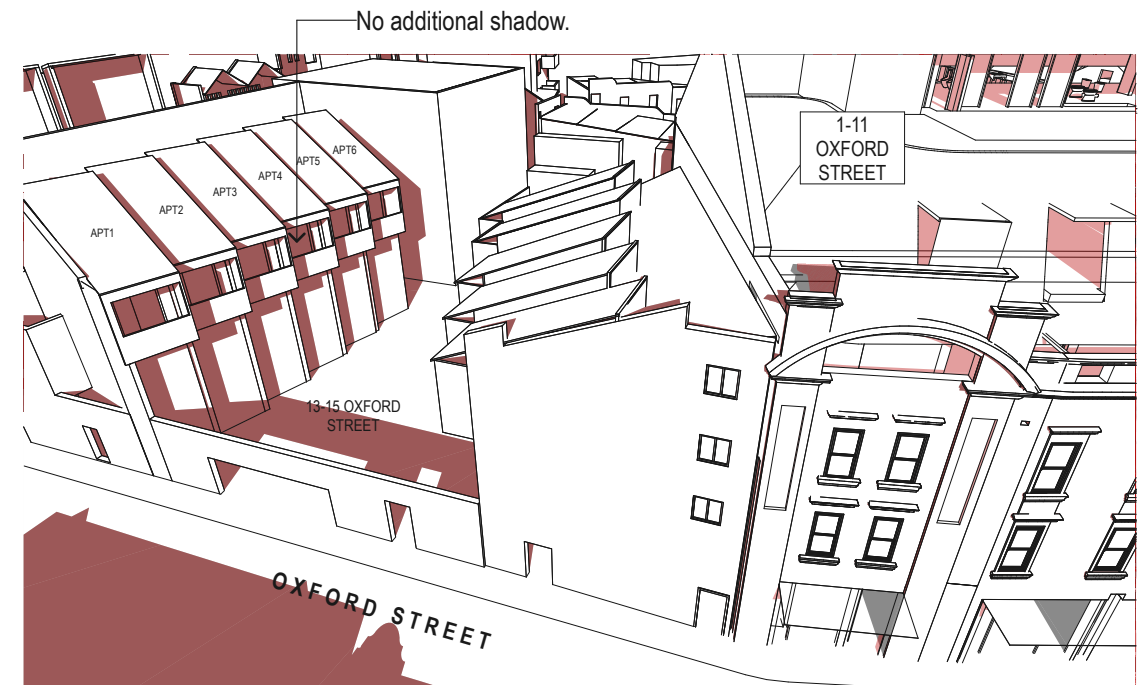 No additional shadow.
1-11
OXFORD
STREET
APT1
APT2
APT3
APT4
APT5
APT6
13-15 OXFORD
STREET
OXFORD STREET